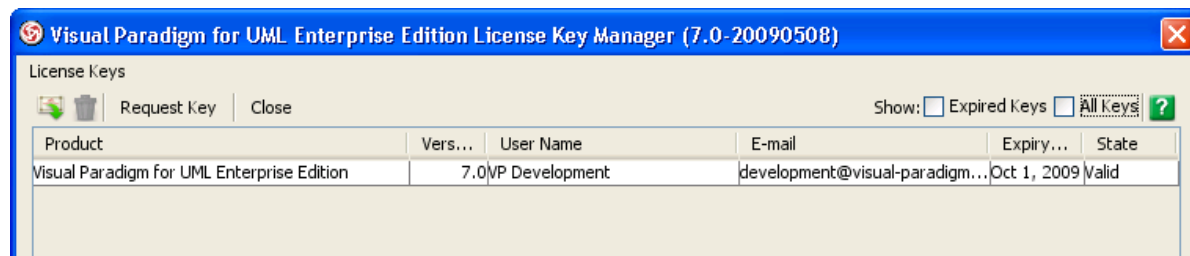 Visual Paradigm for UML Enterprise Edition License Key Manager (7.0-20090508)
License Keys
Request Key Close Show: Expired Keys All Keys ?
Product Vers... User Name E-mail Expiry... State
Visual Paradigm for UML Enterprise Edition 7.0 VP Development development@visual-paradigm... Oct 1, 2009 Valid